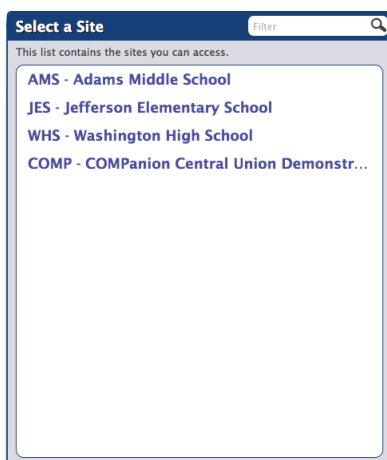 Select a Site
Filter
This list contains the sites you can access.
AMS - Adams Middle School
JES - Jefferson Elementary School
WHS - Washington High School
COMP - COMPanion Central Union Demonstr...